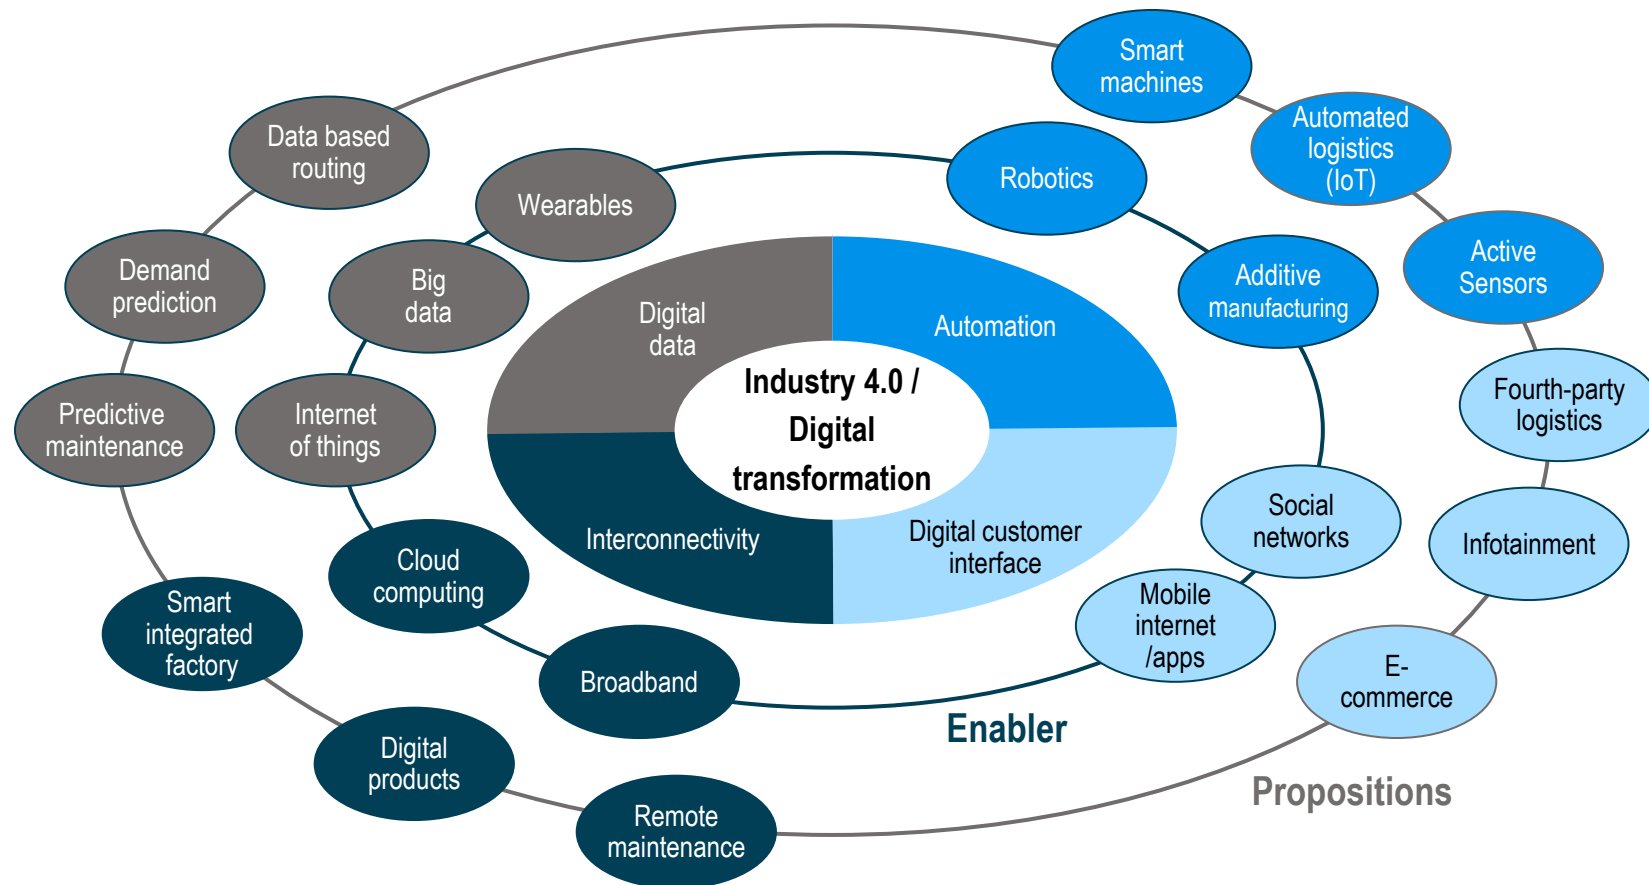 Smart
machines
Automated
logistics
(IoT)
Active
Sensors
Fourth-party
logistics
Infotainment
E-
commerce
Remote
maintenance
Digital
products
Smart
integrated
factory
Predictive
maintenance
Demand
prediction
Data based
routing
Wearables
Robotics
Additive
manufacturing
Social
networks
Mobile
internet
/apps
Broadband
Cloud
computing
Internet
of things
Big
data
Digital
data
Automation
Interconnectivity
Digital customer
interface
Industry 4.0 /
Digital
transformation
Enabler
Propositions